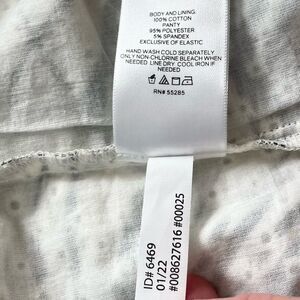 BODY AND LINING
100% COTTON
PANTY
95% POLYESTER
5% SPANDEX
EXCLUSIVE OF ELASTIC
HAND WASH COLD SEPARATELY
ONLY NON-CHLORINE BLEACH WHEN
NEEDED LINE DRY COOL IRON IF
NEEDED
RN# 55285
ID# 6469
01/22
#008627616 #00025